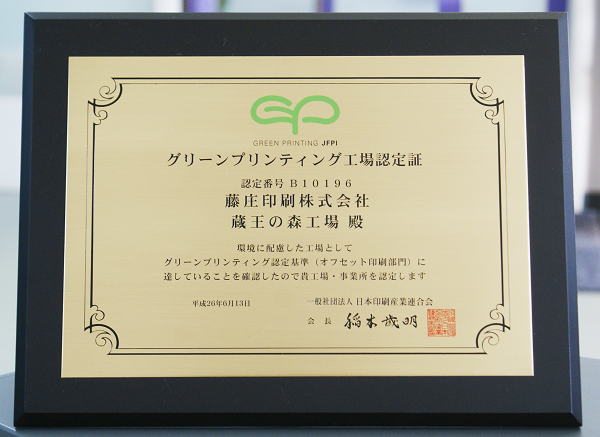 GP
GREEN PRINTING JFPI
グリーンプリンティング工場認定証
認定番号 B10196
藤庄印刷株式会社
蔵王の森工場 殿
環境に配慮した工場として
グリーンプリンティング認定基準（オフセット印刷部門）に
達していることを確認したので貴工場・事業所を認定します
平成26年6月13日
一般社団法人 日本印刷産業連合会
会長 稲木歳明